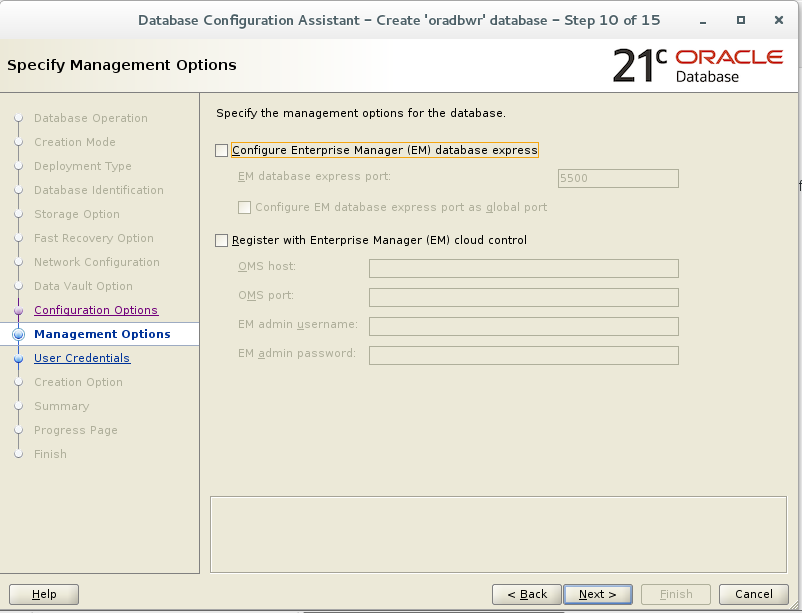 Database Configuration Assistant – Create 'oradbwr' database – Step 10 of 15
Specify Management Options
21c ORACLE
Database
Database Operation
Creation Mode
Deployment Type
Database Identification
Storage Option
Fast Recovery Option
Network Configuration
Data Vault Option
Configuration Options
Management Options
User Credentials
Creation Option
Summary
Progress Page
Finish
Specify the management options for the database.
Configure Enterprise Manager (EM) database express
EM database express port: 5500
Configure EM database express port as global port
Register with Enterprise Manager (EM) cloud control
OMS host:
OMS port:
EM admin username:
EM admin password:
Help
< Back
Next >
Finish
Cancel